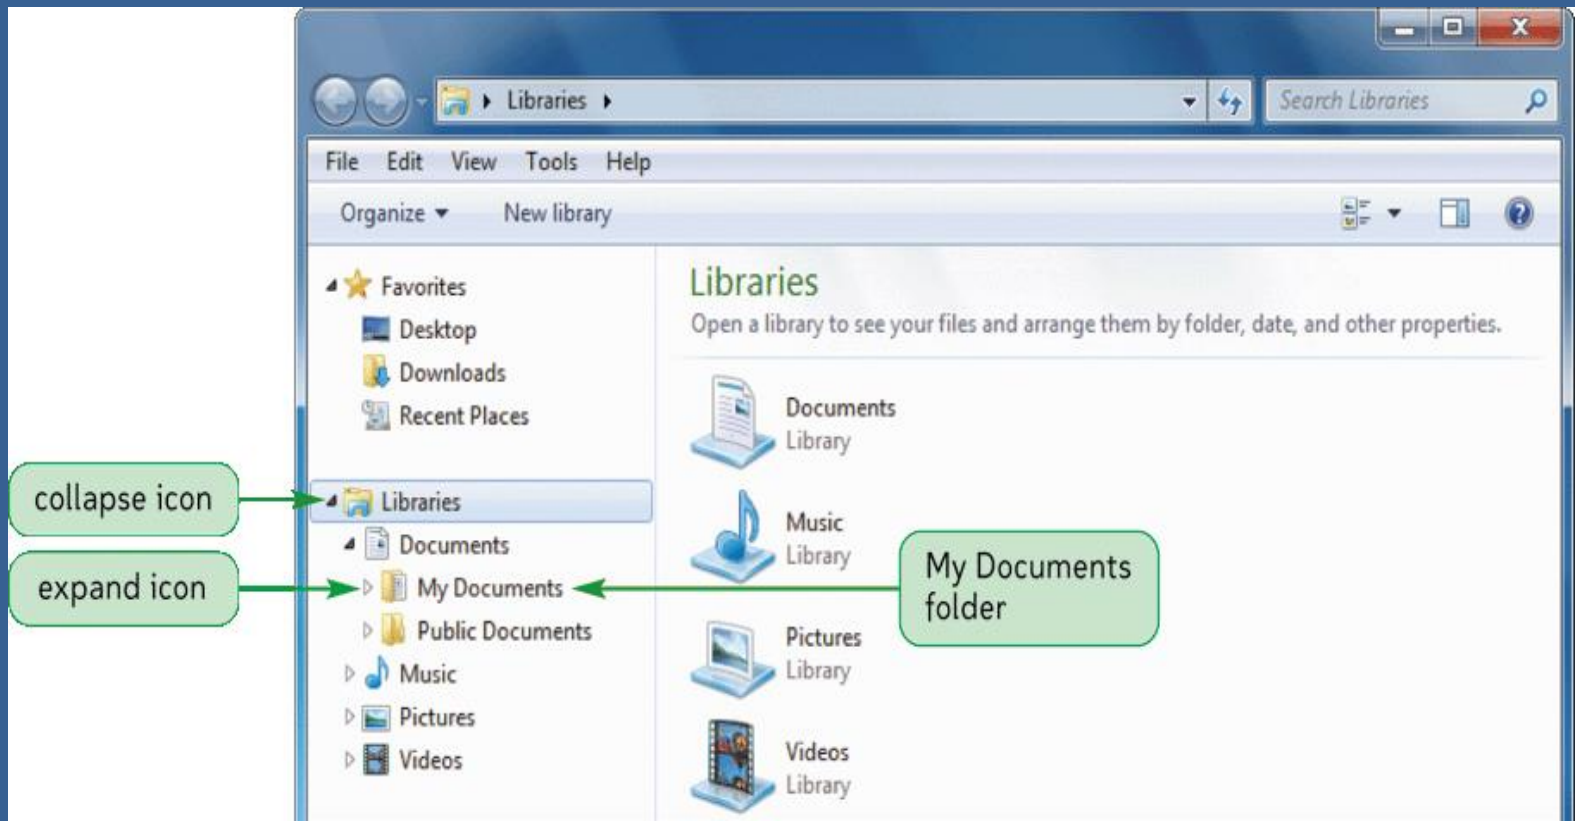 Libraries
Search Libraries
File Edit View Tools Help
Organize New library
Favorites
Desktop
Downloads
Recent Places
Libraries
Documents
My Documents
Public Documents
Music
Pictures
Videos
Libraries
Open a library to see your files and arrange them by folder, date, and other properties.
Documents
Library
Music
Library
Pictures
Library
Videos
Library
collapse icon
expand icon
My Documents
folder